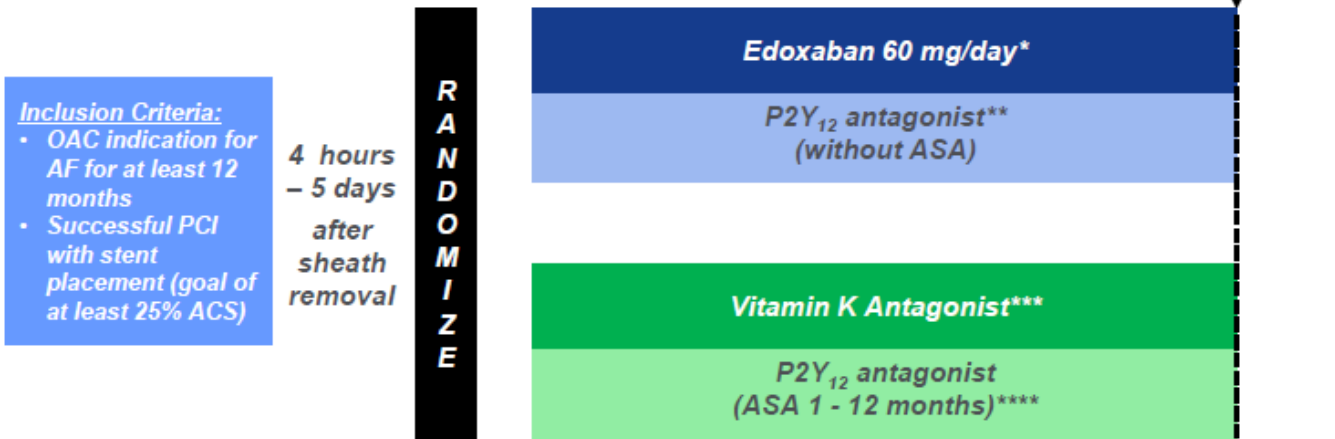 Inclusion Criteria:
• OAC indication for
AF for at least 12
months
• Successful PCI
with stent
placement (goal of
at least 25% ACS)
4 hours
– 5 days
after
sheath
removal
R
A
N
D
O
M
I
Z
E
Edoxaban 60 mg/day*
P2Y₁₂ antagonist**
(without ASA)
Vitamin K Antagonist***
P2Y₁₂ antagonist
(ASA 1 - 12 months)****